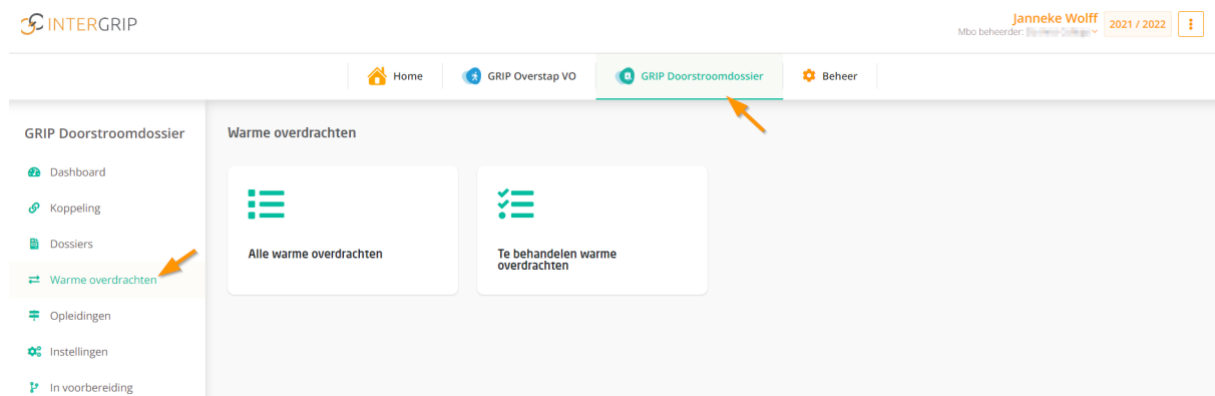 INTERGRIP
Janneke Wolff
Mbo beheerder:
2021 / 2022
Home
GRIP Overstap VO
GRIP Doorstroomdossier
Beheer
GRIP Doorstroomdossier
Dashboard
Koppeling
Dossiers
Warme overdrachten
Opleidingen
Instellingen
In voorbereiding
Warme overdrachten
Alle warme overdrachten
Te behandelen warme
overdrachten